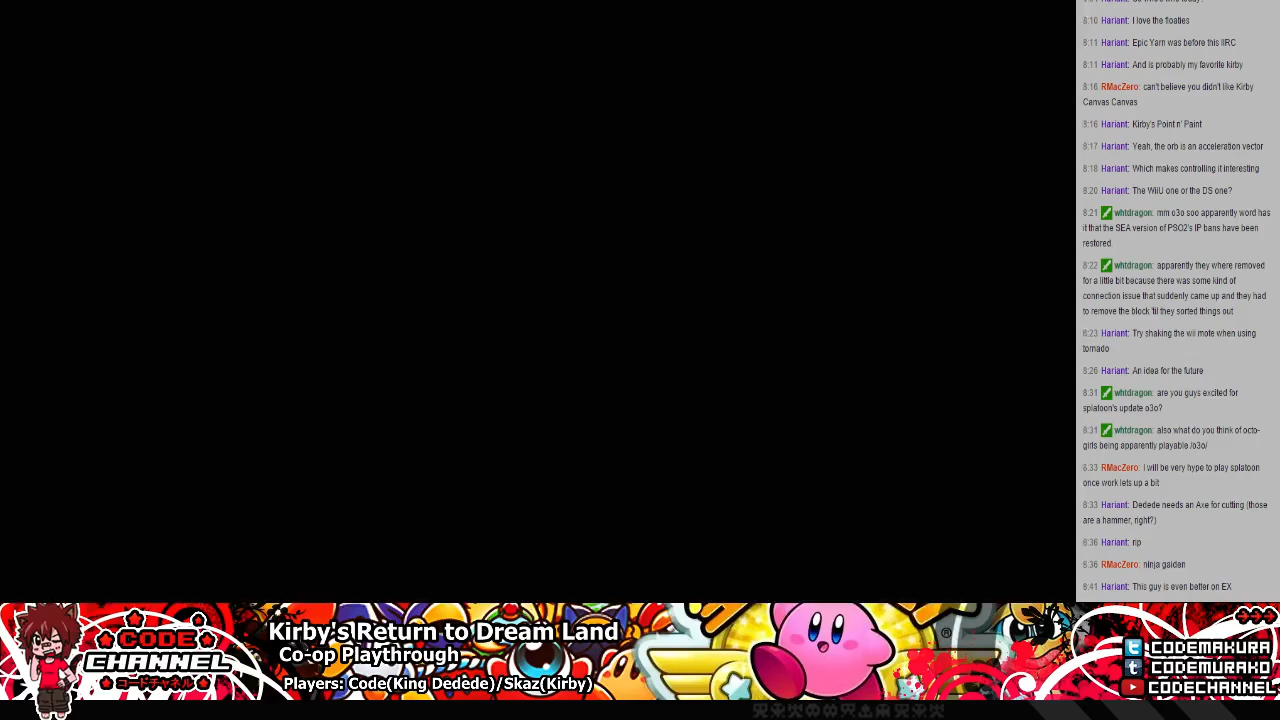 8:10 Hariant: I love the floaties
8:11 Hariant: Epic Yarn was before this IIRC
8:11 Hariant: And is probably my favorite kirby
8:16 RMacZero: can't believe you didn't like Kirby
Canvas Canvas
8:16 Hariant: Kirby's Point n' Paint
8:17 Hariant: Yeah, the orb is an acceleration vector
8:18 Hariant: Which makes controlling it interesting
8:20 Hariant: The WiiU one or the DS one?
8:21 whtdragon: mm o3o soo apparently word has
it that the SEA version of PSO2's IP bans have been
restored.
8:22 whtdragon: apparently they where removed
for a little bit because there was some kind of
connection issue that suddenly came up and they had
to remove the block 'til they sorted things out
8:23 Hariant: Try shaking the wii mote when using
tornado
8:26 Hariant: An idea for the future
8:31 whtdragon: are you guys excited for
splatoon's update o3o?
8:31 whtdragon: also what do you think of octo-
girls being apparently playable /o3o/
8:33 RMacZero: I will be very hype to play splatoon
once work lets up a bit
8:33 Hariant: Dedede needs an Axe for cutting (those
are a hammer, right?)
8:36 Hariant: rip
8:36 RMacZero: ninja gaiden
8:41 Hariant: This guy is even better on EX
CODE
CHANNEL
コードチャンネル
Kirby's Return to Dream Land
Co-op Playthrough
Players: Code(King Dedede)/Skaz(Kirby)
®
CODEMAKURA
CODEMURAKO
CODECHANNEL